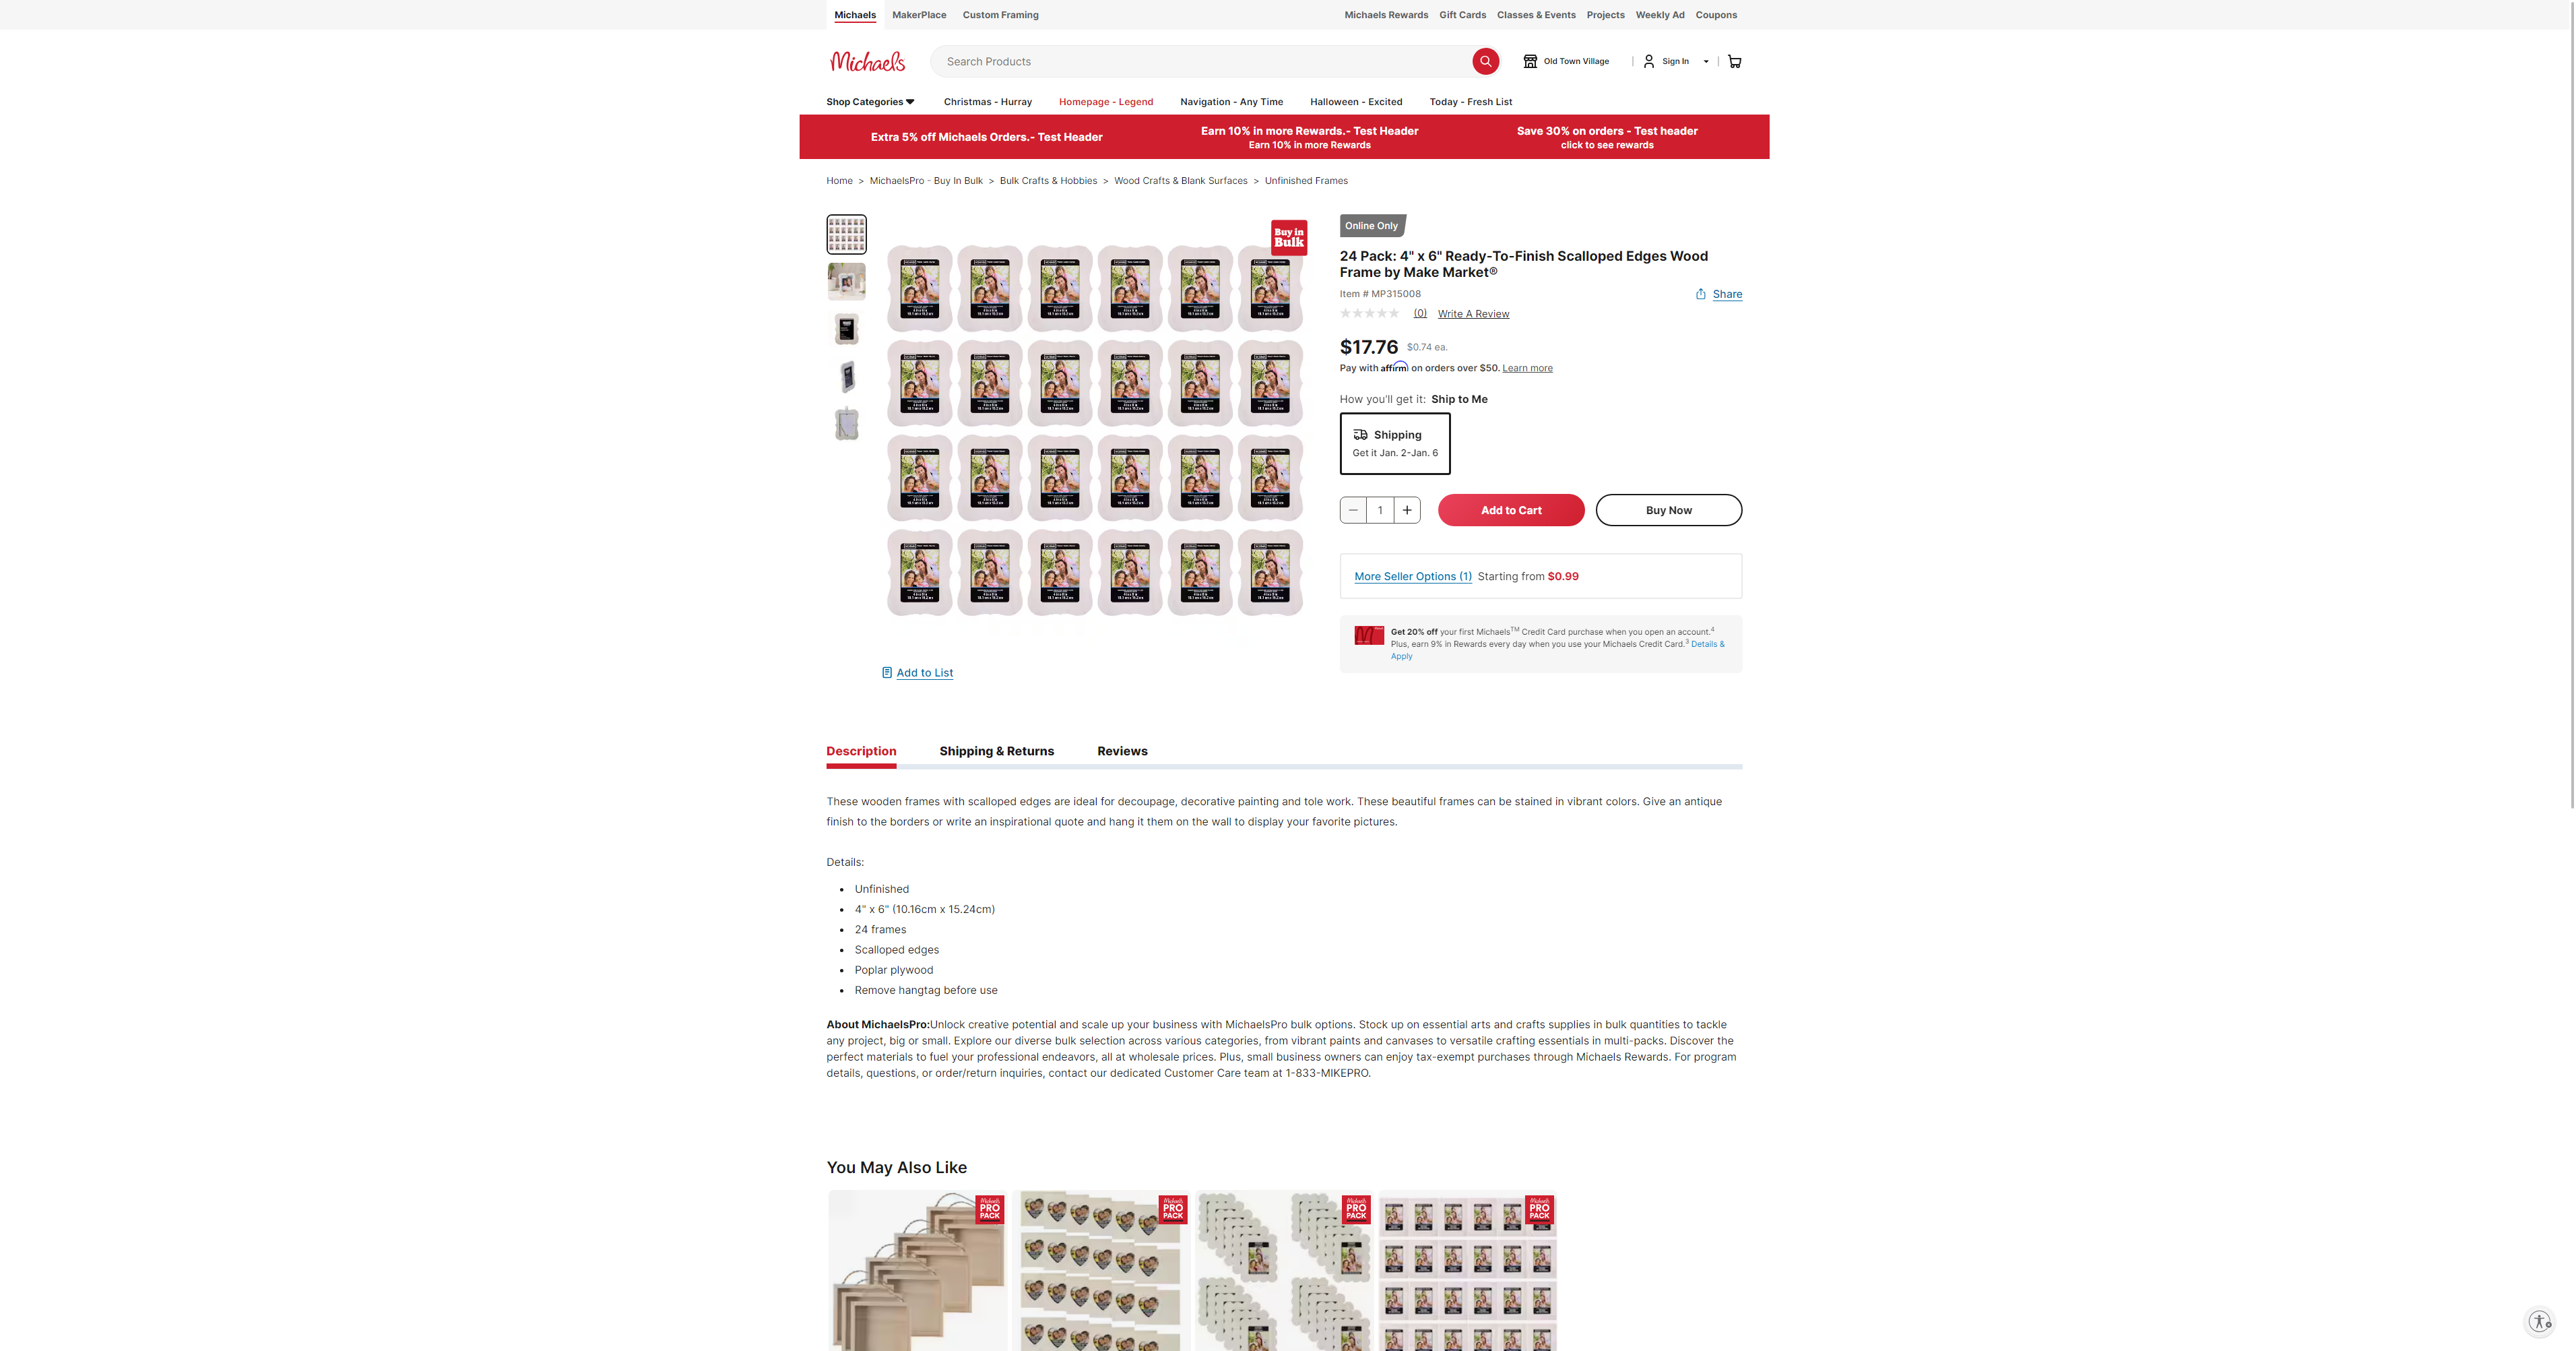 Michaels
MakerPlace
Custom Framing
Michaels Rewards
Gift Cards
Classes & Events
Projects
Weekly Ad
Coupons
Michaels
Search Products
Old Town Village
Sign In
Shop Categories
Christmas - Hurray
Homepage - Legend
Navigation - Any Time
Halloween - Excited
Today - Fresh List
Extra 5% off Michaels Orders.- Test Header
Earn 10% in more Rewards.- Test Header
Earn 10% in more Rewards
Save 30% on orders - Test header
click to see rewards
Home > MichaelsPro - Buy In Bulk > Bulk Crafts & Hobbies > Wood Crafts & Blank Surfaces > Unfinished Frames
Buy in
Bulk
Add to List
Online Only
24 Pack: 4" x 6" Ready-To-Finish Scalloped Edges Wood
Frame by Make Market®
Item # MP315008
Share
(0) Write A Review
$17.76 $0.74 ea.
Pay with affirm on orders over $50. Learn more
How you'll get it: Ship to Me
Shipping
Get it Jan. 2-Jan. 6
1
Add to Cart
Buy Now
More Seller Options (1) Starting from $0.99
Get 20% off your first Michaels™ Credit Card purchase when you open an account.4
Plus, earn 9% in Rewards every day when you use your Michaels Credit Card.3 Details &
Apply
Description
Shipping & Returns
Reviews
These wooden frames with scalloped edges are ideal for decoupage, decorative painting and tole work. These beautiful frames can be stained in vibrant colors. Give an antique
finish to the borders or write an inspirational quote and hang it them on the wall to display your favorite pictures.
Details:
• Unfinished
• 4" x 6" (10.16cm x 15.24cm)
• 24 frames
• Scalloped edges
• Poplar plywood
• Remove hangtag before use
About MichaelsPro:Unlock creative potential and scale up your business with MichaelsPro bulk options. Stock up on essential arts and crafts supplies in bulk quantities to tackle
any project, big or small. Explore our diverse bulk selection across various categories, from vibrant paints and canvases to versatile crafting essentials in multi-packs. Discover the
perfect materials to fuel your professional endeavors, all at wholesale prices. Plus, small business owners can enjoy tax-exempt purchases through Michaels Rewards. For program
details, questions, or order/return inquiries, contact our dedicated Customer Care team at 1-833-MIKEPRO.
You May Also Like
Michaels
PRO
PACK
Michaels
PRO
PACK
Michaels
PRO
PACK
Michaels
PRO
PACK